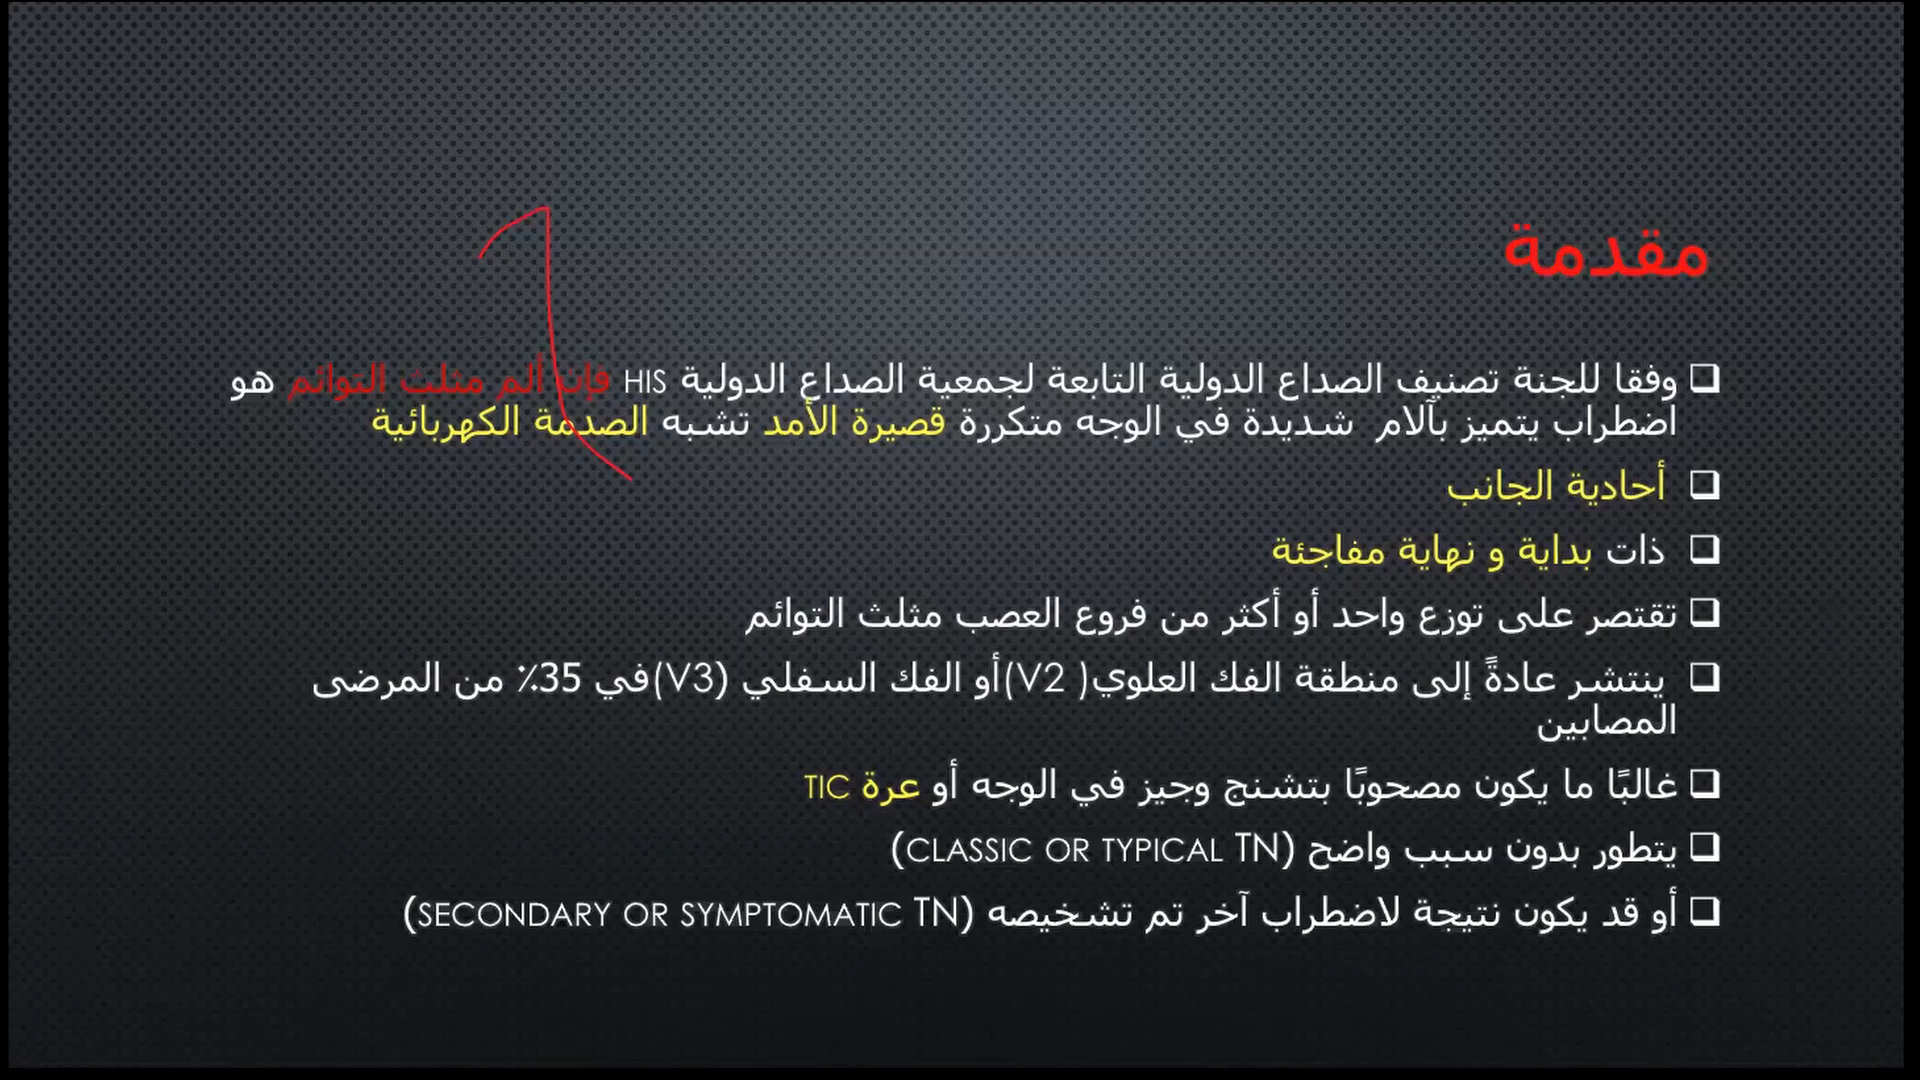 مقدمة
وفقا للجنة تصنيف الصداع الدولية التابعة لجمعية الصداع الدولية HIS فإن ألم مثلث التوائم هو
اضطراب يتميز بآلام شديدة في الوجه متكررة قصيرة الأمد تشبه الصدمة الكهربائية
أحادية الجانب
ذات بداية و نهاية مفاجئة
تقتصر على توزع واحد أو أكثر من فروع العصب مثلث التوائم
ينتشر عادةً إلى منطقة الفك العلوي( V2)أو الفك السفلي (V3)في 35٪ من المرضى
المصابين
غالبًا ما يكون مصحوبًا بتشنج وجيز في الوجه أو عرة TIC
يتطور بدون سبب واضح (CLASSIC OR TYPICAL TN)
أو قد يكون نتيجة لاضطراب آخر تم تشخيصه (SECONDARY OR SYMPTOMATIC TN)